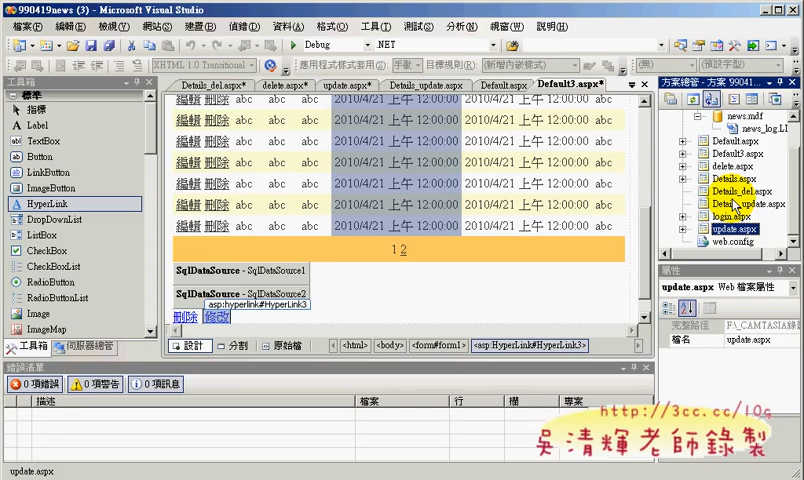 990419news (3) - Microsoft Visual Studio
檔案(F) 編輯(E) 檢視(V) 網站(S) 建置(B) 偵錯(D) 資料(A) 格式(O) 工具(T) 測試(S) 分析(N) 視窗(W) 說明(H)
Debug .NET
XHTML 1.0 Transitional 應用程式樣式套用: 手動 目標規則: (新增內嵌樣式) (無) (預設字型)
工具箱
標準
指標
Label
TextBox
Button
LinkButton
ImageButton
HyperLink
DropDownList
ListBox
CheckBox
CheckBoxList
RadioButton
RadioButtonList
Image
ImageMap
工具箱 伺服器總管
Details_del.aspx* delete.aspx* update.aspx* Details_update.aspx Default.aspx Default3.aspx*
編輯 刪除 abc abc abc 2010/4/21 上午 12:00:00 2010/4/21 上午 12:00:00 abc
編輯 刪除 abc abc abc 2010/4/21 上午 12:00:00 2010/4/21 上午 12:00:00 abc
編輯 刪除 abc abc abc 2010/4/21 上午 12:00:00 2010/4/21 上午 12:00:00 abc
編輯 刪除 abc abc abc 2010/4/21 上午 12:00:00 2010/4/21 上午 12:00:00 abc
編輯 刪除 abc abc abc 2010/4/21 上午 12:00:00 2010/4/21 上午 12:00:00 abc
編輯 刪除 abc abc abc 2010/4/21 上午 12:00:00 2010/4/21 上午 12:00:00 abc
編輯 刪除 abc abc abc 2010/4/21 上午 12:00:00 2010/4/21 上午 12:00:00 abc
1 2
SqlDataSource - SqlDataSource1
SqlDataSource - SqlDataSource2
asp:hyperlink#HyperLink3
刪除 修改
設計 分割 原始檔 <html> <body> <form#form1> <asp:HyperLink#HyperLink3>
方案總管 - 方案 '99041...
news.mdf
news_log.LD
Default.aspx
Default3.aspx
delete.aspx
Details.aspx
Details_del.aspx
Details_update.aspx
login.aspx
update.aspx
web.config
屬性
update.aspx Web 檔案屬性
完整路徑 F:\_CAMTASIA錄
檔名 update.aspx
錯誤清單
0 項錯誤 0 項警告 0 項訊息
描述 檔案 行 欄 專案
http://3cc.cc/10g
吳清輝老師錄製
update.aspx